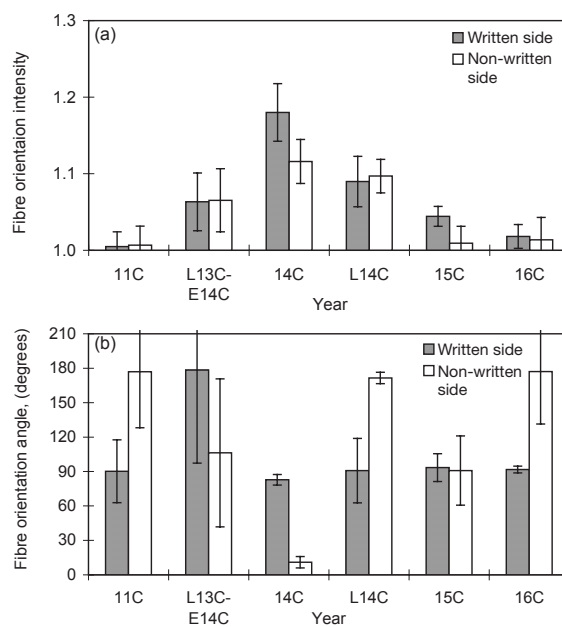 (a)
Written side
Non-written
side
Fibre orientaion intensity
1.3
1.2
1.1
1.0
11C
L13C-
E14C
14C
L14C
15C
16C
Year
(b)
Written side
Non-written side
Fibre orientation angle, (degrees)
210
180
150
120
90
60
30
0
11C
L13C-
E14C
14C
L14C
15C
16C
Year